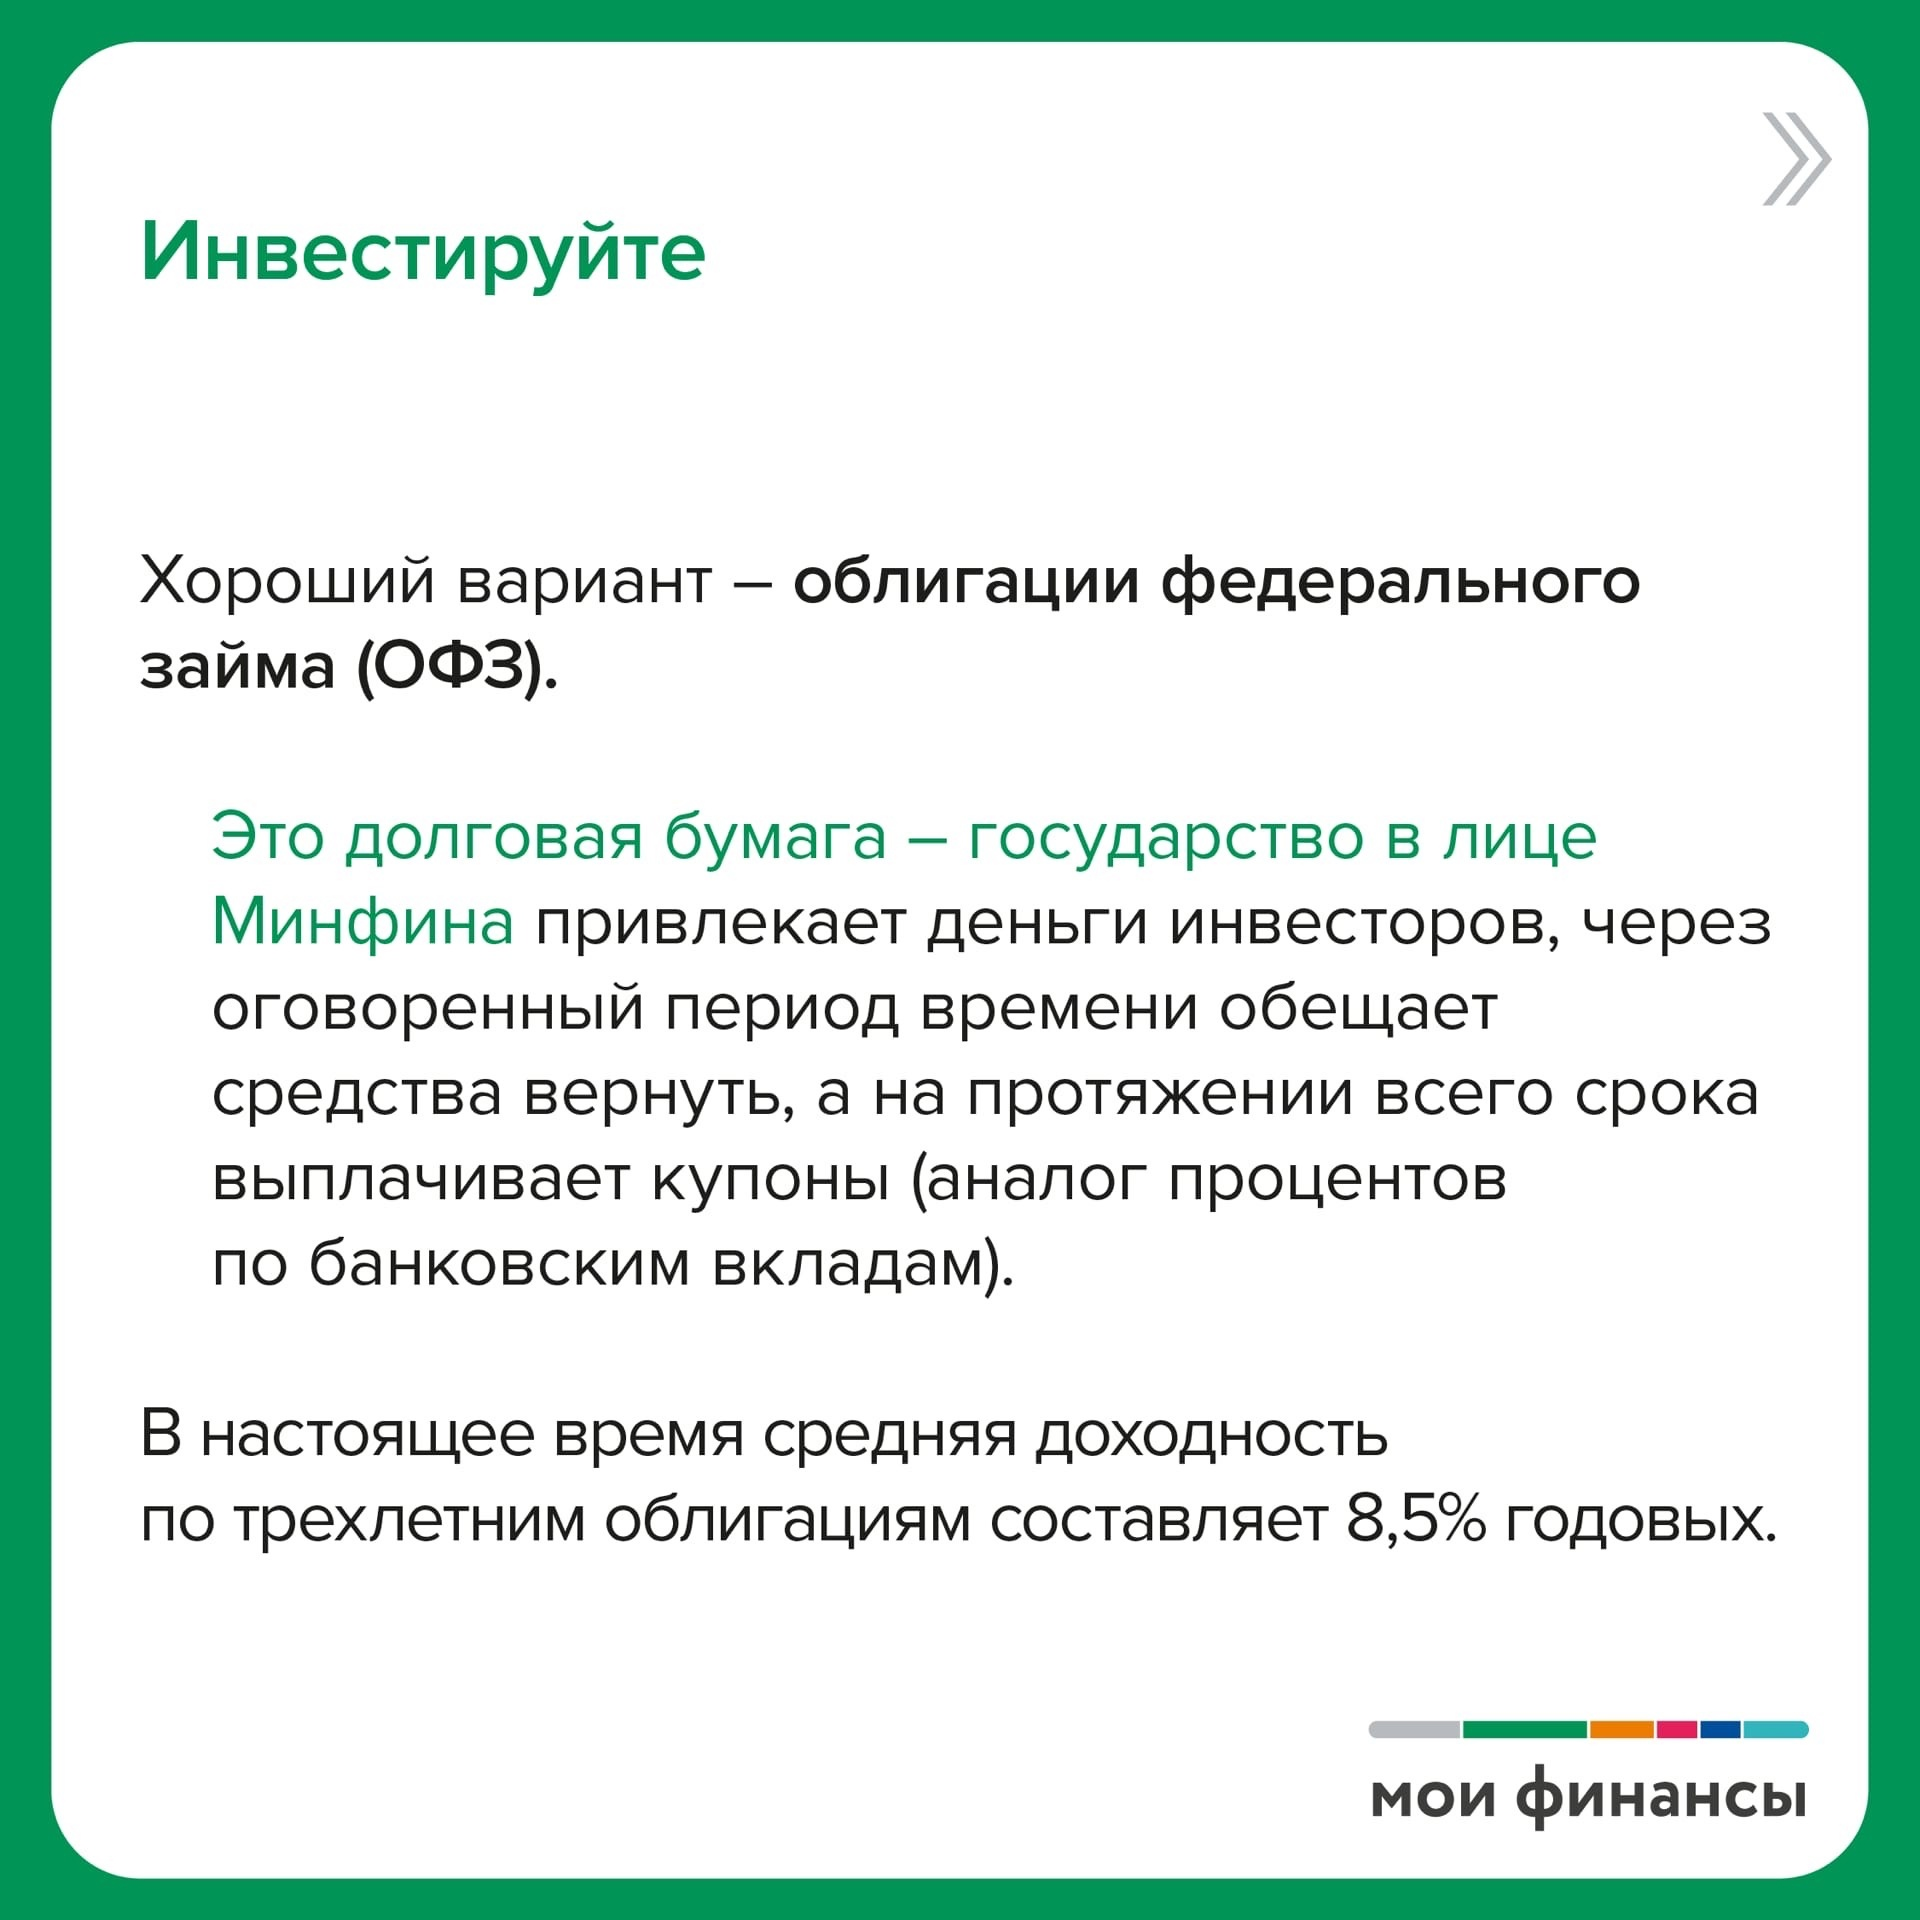 Инвестируйте
Хороший вариант – облигации федерального
займа (ОФЗ).
Это долговая бумага – государство в лице
Минфина привлекает деньги инвесторов, через
оговоренный период времени обещает
средства вернуть, а на протяжении всего срока
выплачивает купоны (аналог процентов
по банковским вкладам).
В настоящее время средняя доходность
по трехлетним облигациям составляет 8,5% годовых.
мои финансы